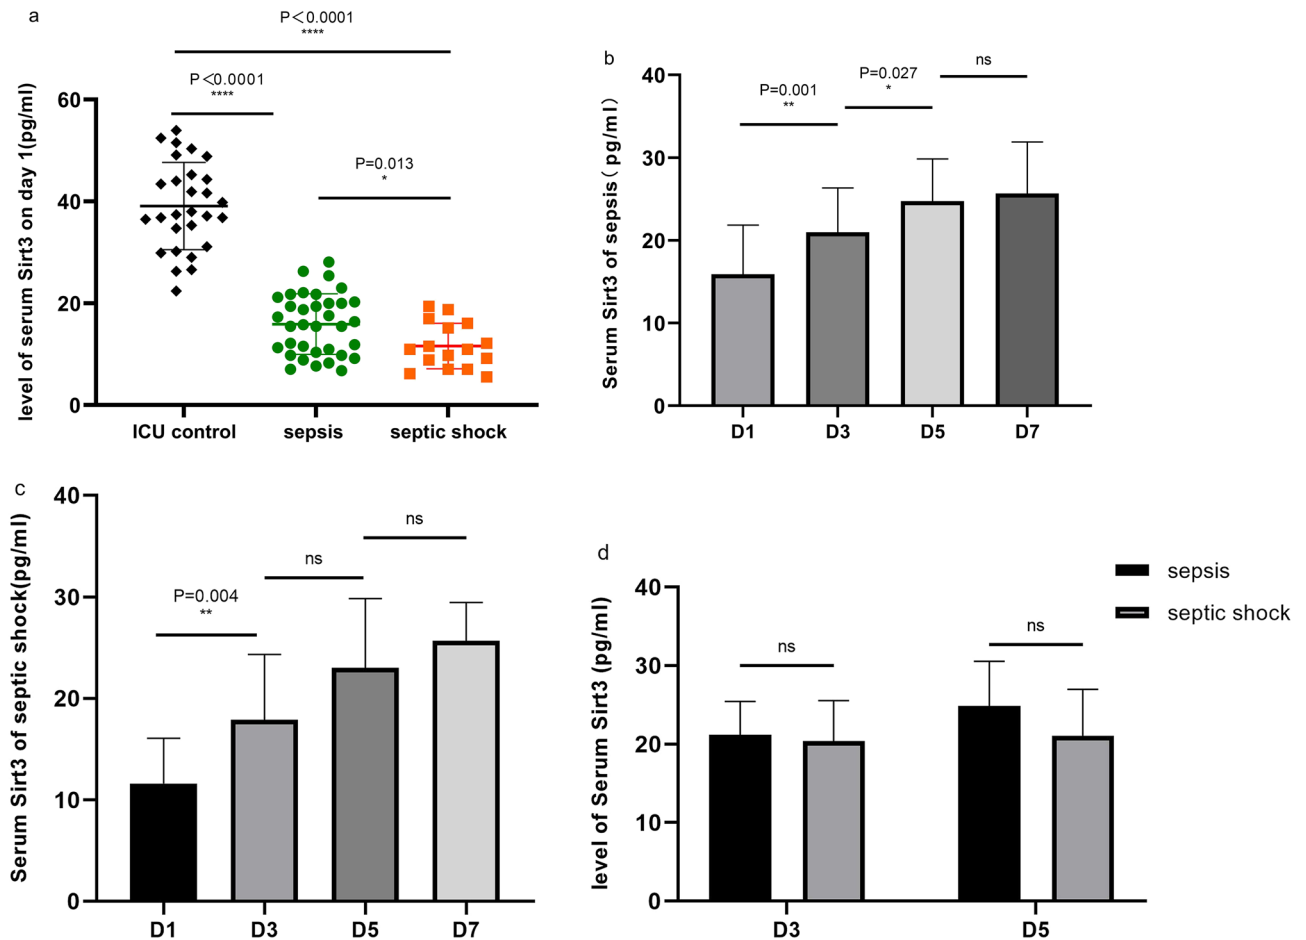 a
P＜0.0001
****
P＜0.0001
****
P=0.013
*
level of serum Sirt3 on day 1(pg/ml)
60
40
20
0
ICU control
sepsis
septic shock
b
P=0.001
**
P=0.027
*
ns
Serum Sirt3 of sepsis（pg/ml）
40
30
20
10
0
D1
D3
D5
D7
c
P=0.004
**
ns
ns
Serum Sirt3 of septic shock(pg/ml)
40
30
20
10
0
D1
D3
D5
D7
d
sepsis
septic shock
ns
ns
level of Serum Sirt3 (pg/ml)
40
30
20
10
0
D3
D5